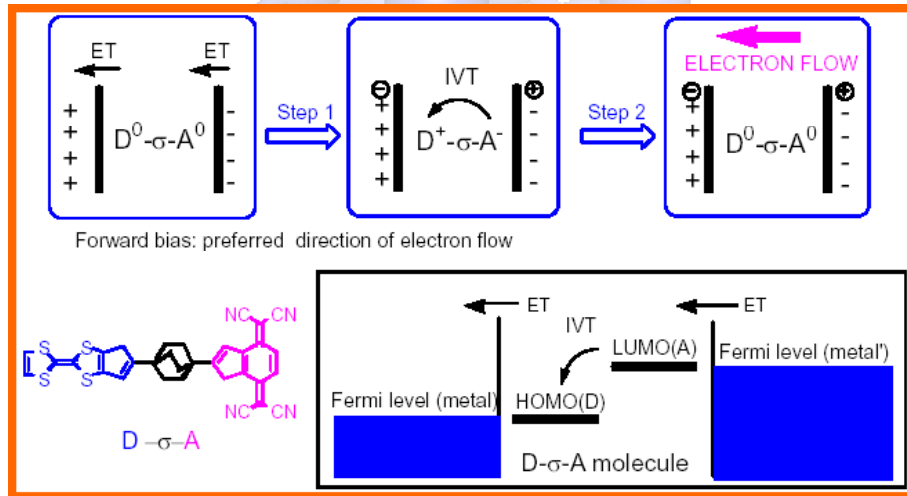 ET ET
+ + + +
D⁰-σ-A⁰
- - - -
Step 1
⊖ ⊕
IVT
+ + + +
D⁺-σ-A⁻
- - - -
Step 2
ELECTRON FLOW
⊖ ⊕
+ + + +
D⁰-σ-A⁰
- - - -
Forward bias: preferred direction of electron flow
NC CN
S S
S S
NC CN
D –σ–A
ET ET
IVT
LUMO(A)
Fermi level (metal')
Fermi level (metal)
HOMO(D)
D-σ-A molecule